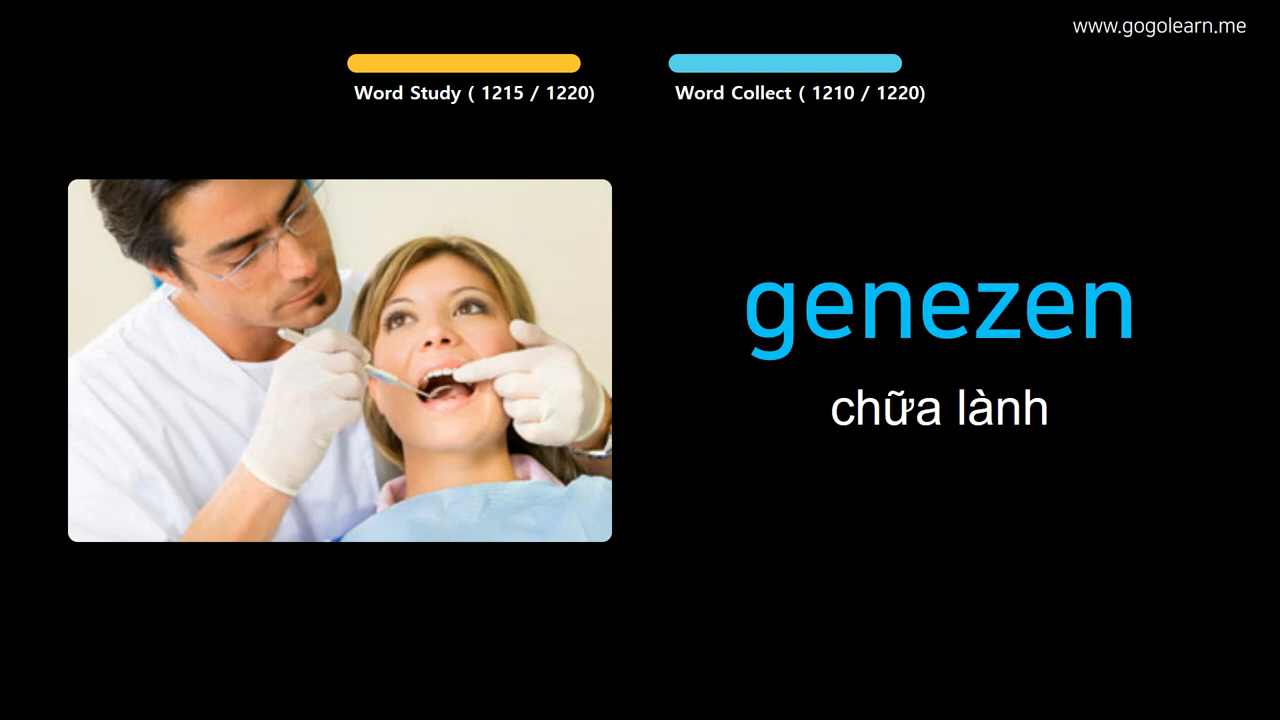 www.gogolearn.me
Word Study ( 1215 / 1220)
Word Collect ( 1210 / 1220)
genezen
chữa lành